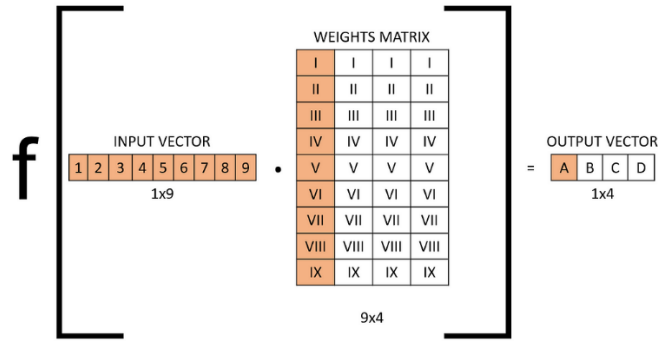 WEIGHTS MATRIX
I I I I
II II II II
III III III III
IV IV IV IV
INPUT VECTOR
OUTPUT VECTOR
f 1 2 3 4 5 6 7 8 9 • V V V V = A B C D
1x9
VI VI VI VI
1x4
VII VII VII VII
VIII VIII VIII VIII
IX IX IX IX
9x4